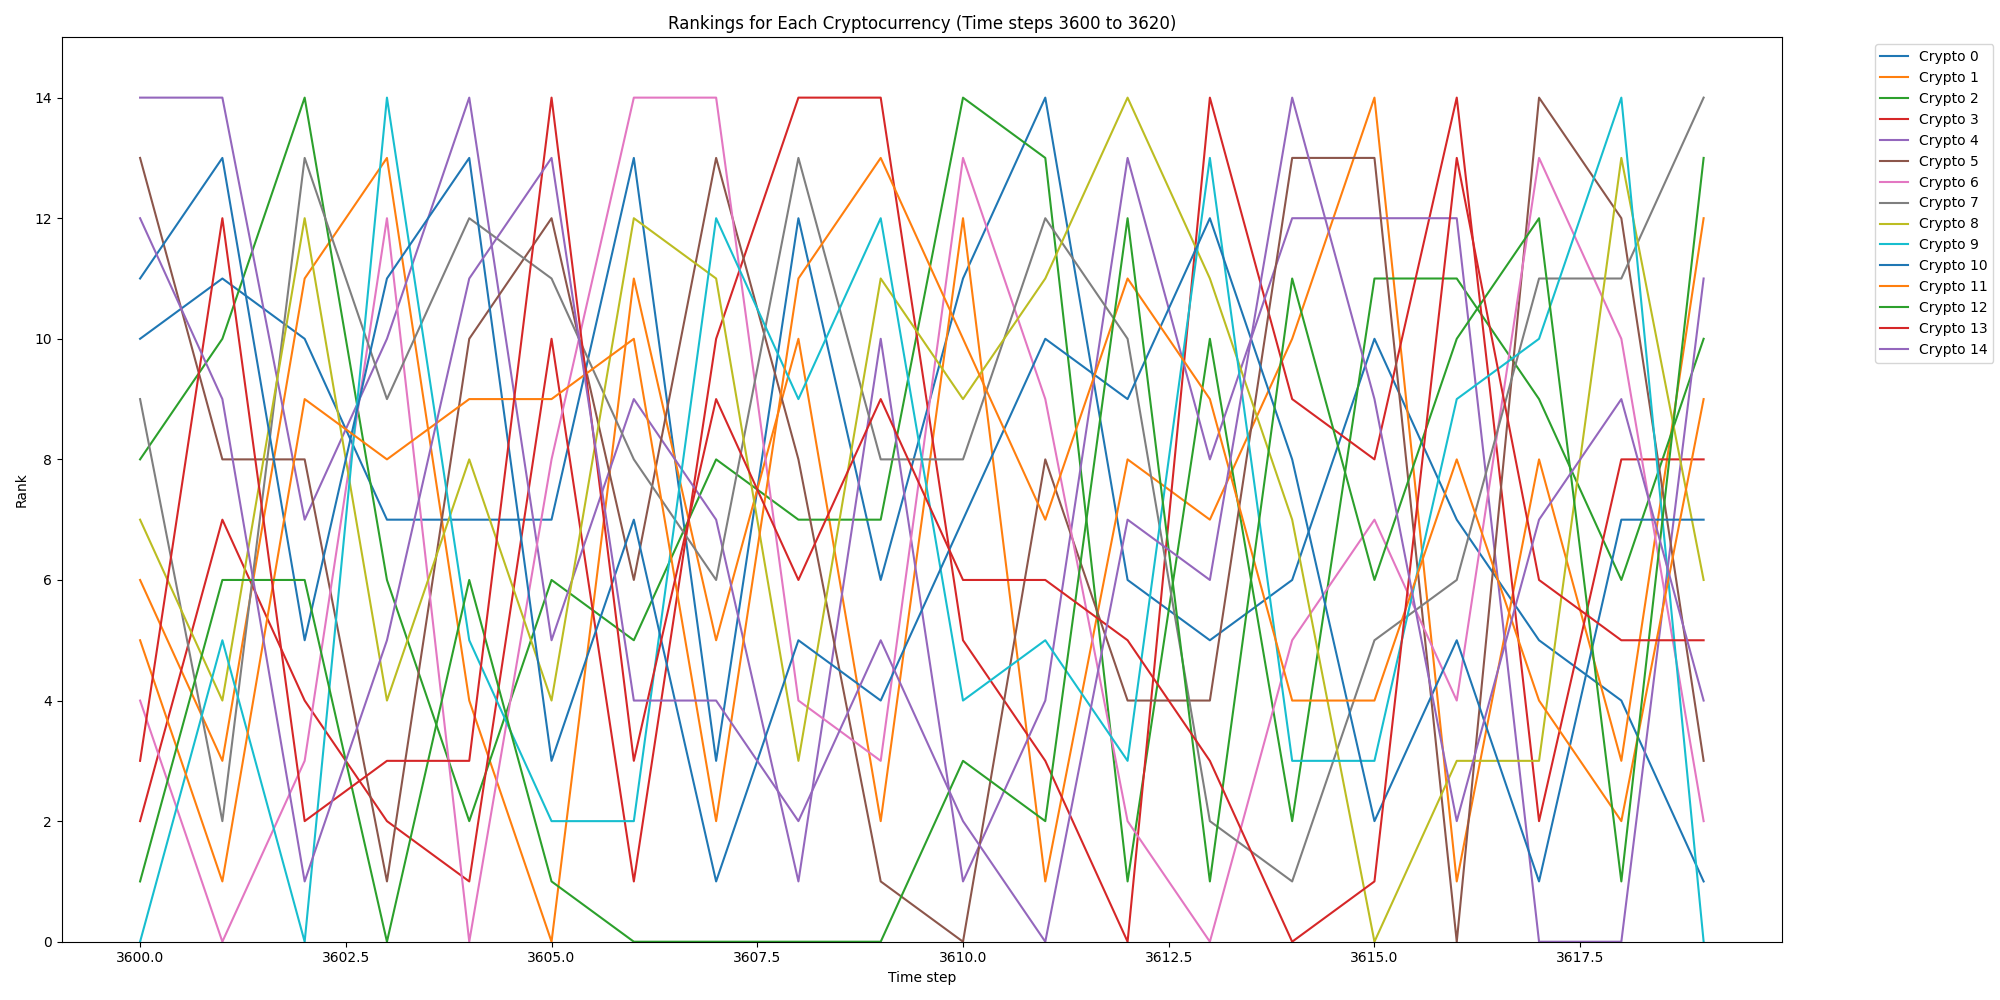 Rankings for Each Cryptocurrency (Time steps 3600 to 3620)
Rank
14
12
10
8
6
4
2
0
3600.0
3602.5
3605.0
3607.5
3610.0
3612.5
3615.0
3617.5
Time step
Crypto 0
Crypto 1
Crypto 2
Crypto 3
Crypto 4
Crypto 5
Crypto 6
Crypto 7
Crypto 8
Crypto 9
Crypto 10
Crypto 11
Crypto 12
Crypto 13
Crypto 14